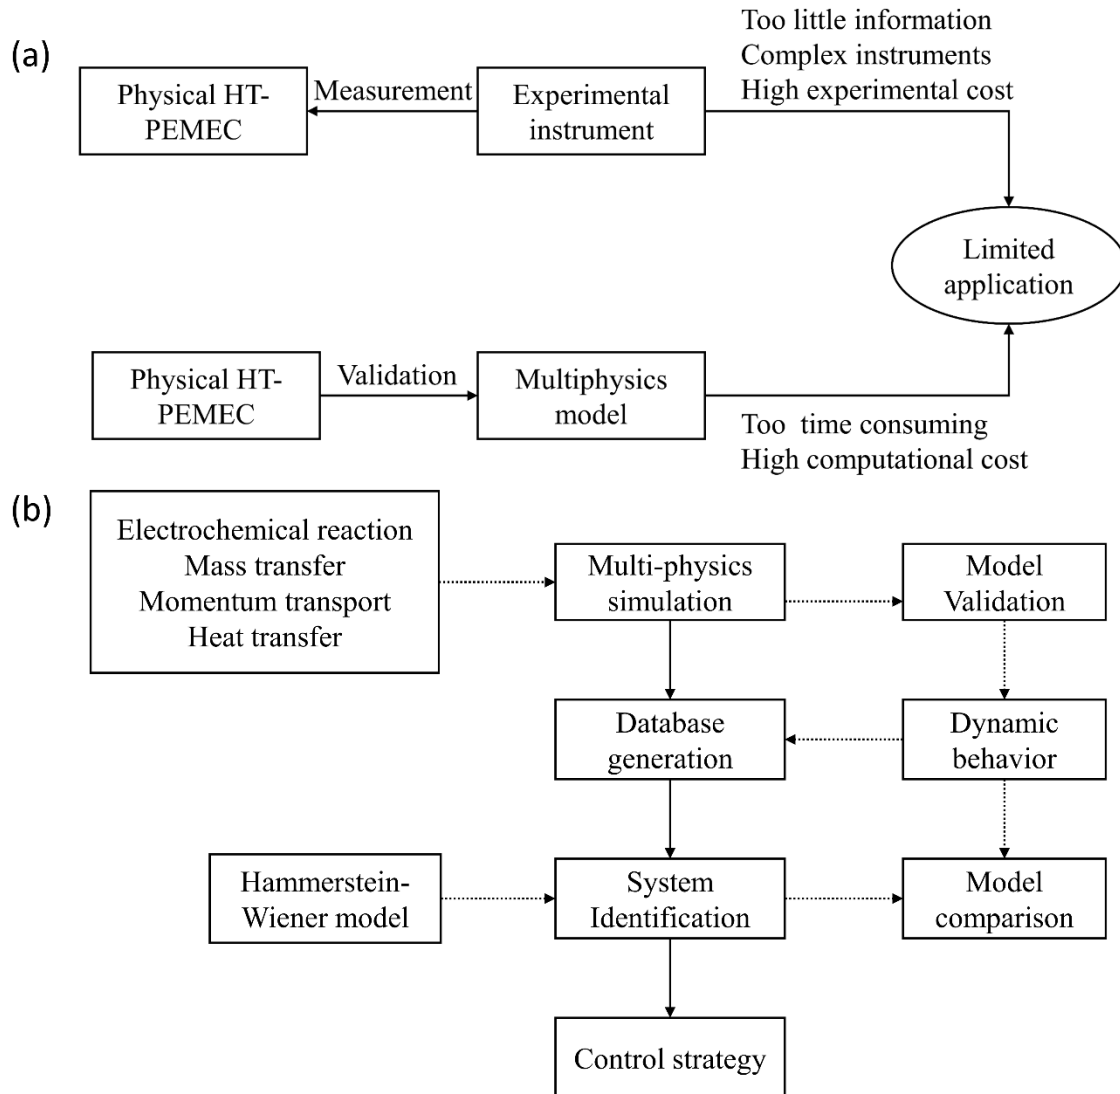 (a)
Physical HT-
PEMEC
Measurement
Experimental
instrument
Too little information
Complex instruments
High experimental cost
Limited
application
Physical HT-
PEMEC
Validation
Multiphysics
model
Too time consuming
High computational cost
(b)
Electrochemical reaction
Mass transfer
Momentum transport
Heat transfer
Multi-physics
simulation
Model
Validation
Database
generation
Dynamic
behavior
Hammerstein-
Wiener model
System
Identification
Model
comparison
Control strategy